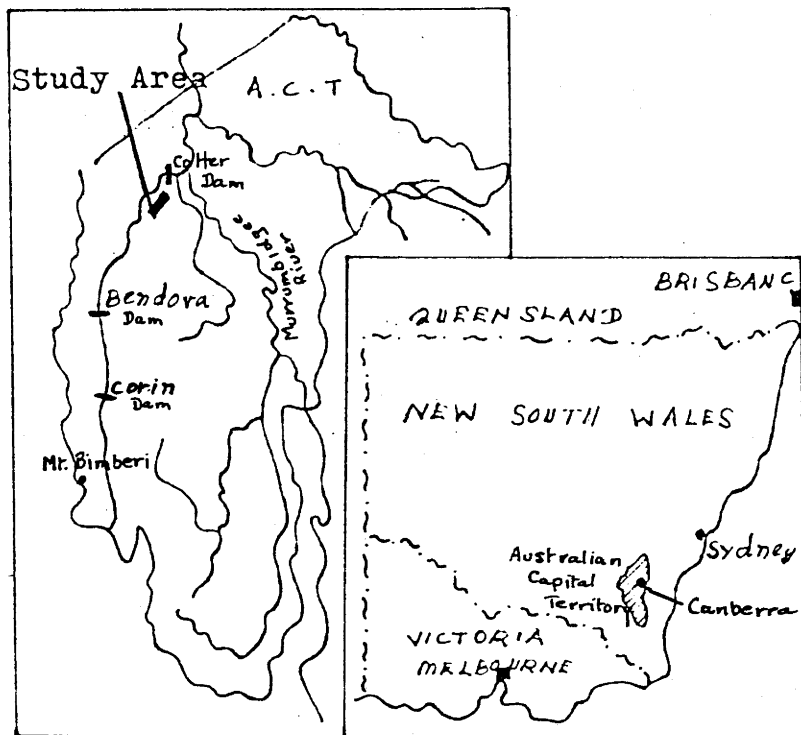 Study Area
A.C.T
Cotter
Dam
Murrumbidgee
River
Bendora
Dam
Corin
Dam
Mt. Bimberi
BRISBANC
QUEENSLAND
NEW SOUTH WALES
Sydney
Australian
Capital
Territory
Canberra
VICTORIA
MELBOURNE